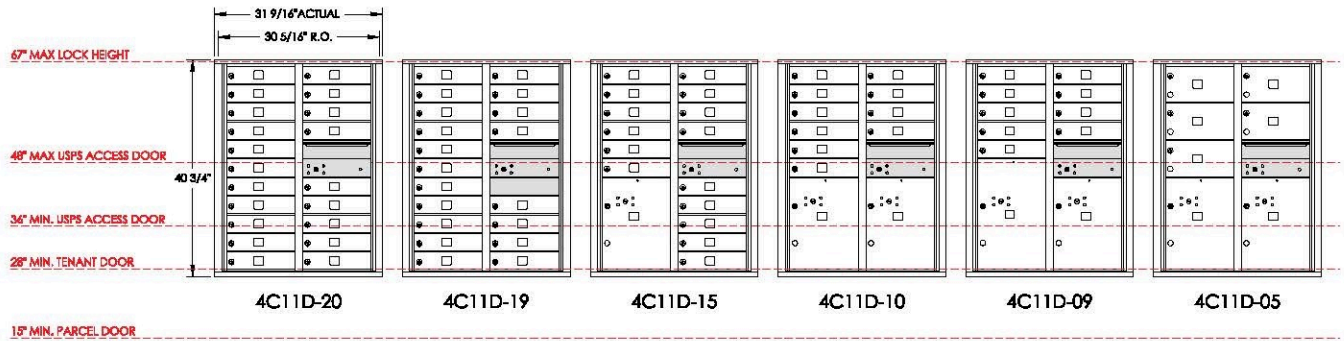 31 9/16"ACTUAL
30 5/16" R.O.
67" MAX LOCK HEIGHT
48" MAX USPS ACCESS DOOR
40 3/4"
36" MIN. USPS ACCESS DOOR
28" MIN. TENANT DOOR
4C11D-20
4C11D-19
4C11D-15
4C11D-10
4C11D-09
4C11D-05
15" MIN. PARCEL DOOR